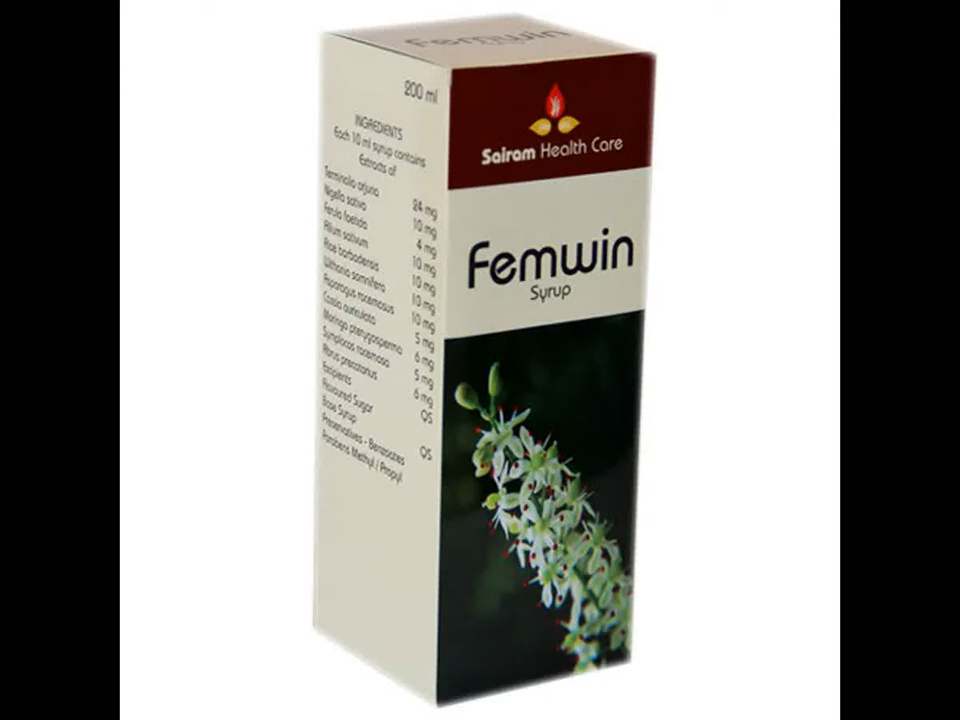 Femwin
200 ml
INGREDIENTS
Each 10 ml syrup contains
Extracts of
Terminalia arjuna 24 mg
Nigella sativa 10 mg
Ferula foetida 4 mg
Allium sativum 10 mg
Aloe barbadensis 10 mg
Withania somnifera 10 mg
Asparagus racemosus 10 mg
Cassia auriculata 5 mg
Moringa pterygosperma 6 mg
Symplocos racemosa 5 mg
Abrus precatorius 6 mg
Excipients QS
Flavoured Sugar
Base Syrup QS
Preservatives - Benzoates
Parabens Methyl / Propyl
Sairam Health Care
Femwin
Syrup